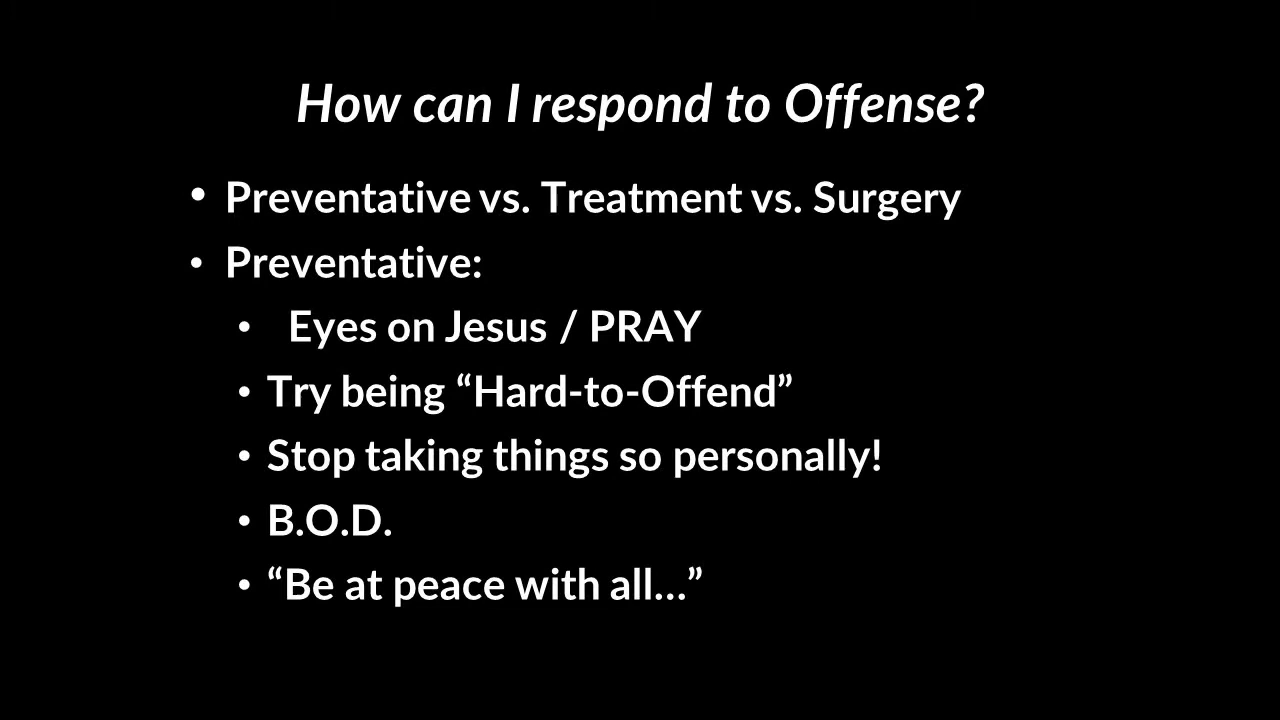 How can I respond to Offense?
• Preventative vs. Treatment vs. Surgery
• Preventative:
• Eyes on Jesus / PRAY
• Try being “Hard-to-Offend”
• Stop taking things so personally!
• B.O.D.
• “Be at peace with all…”